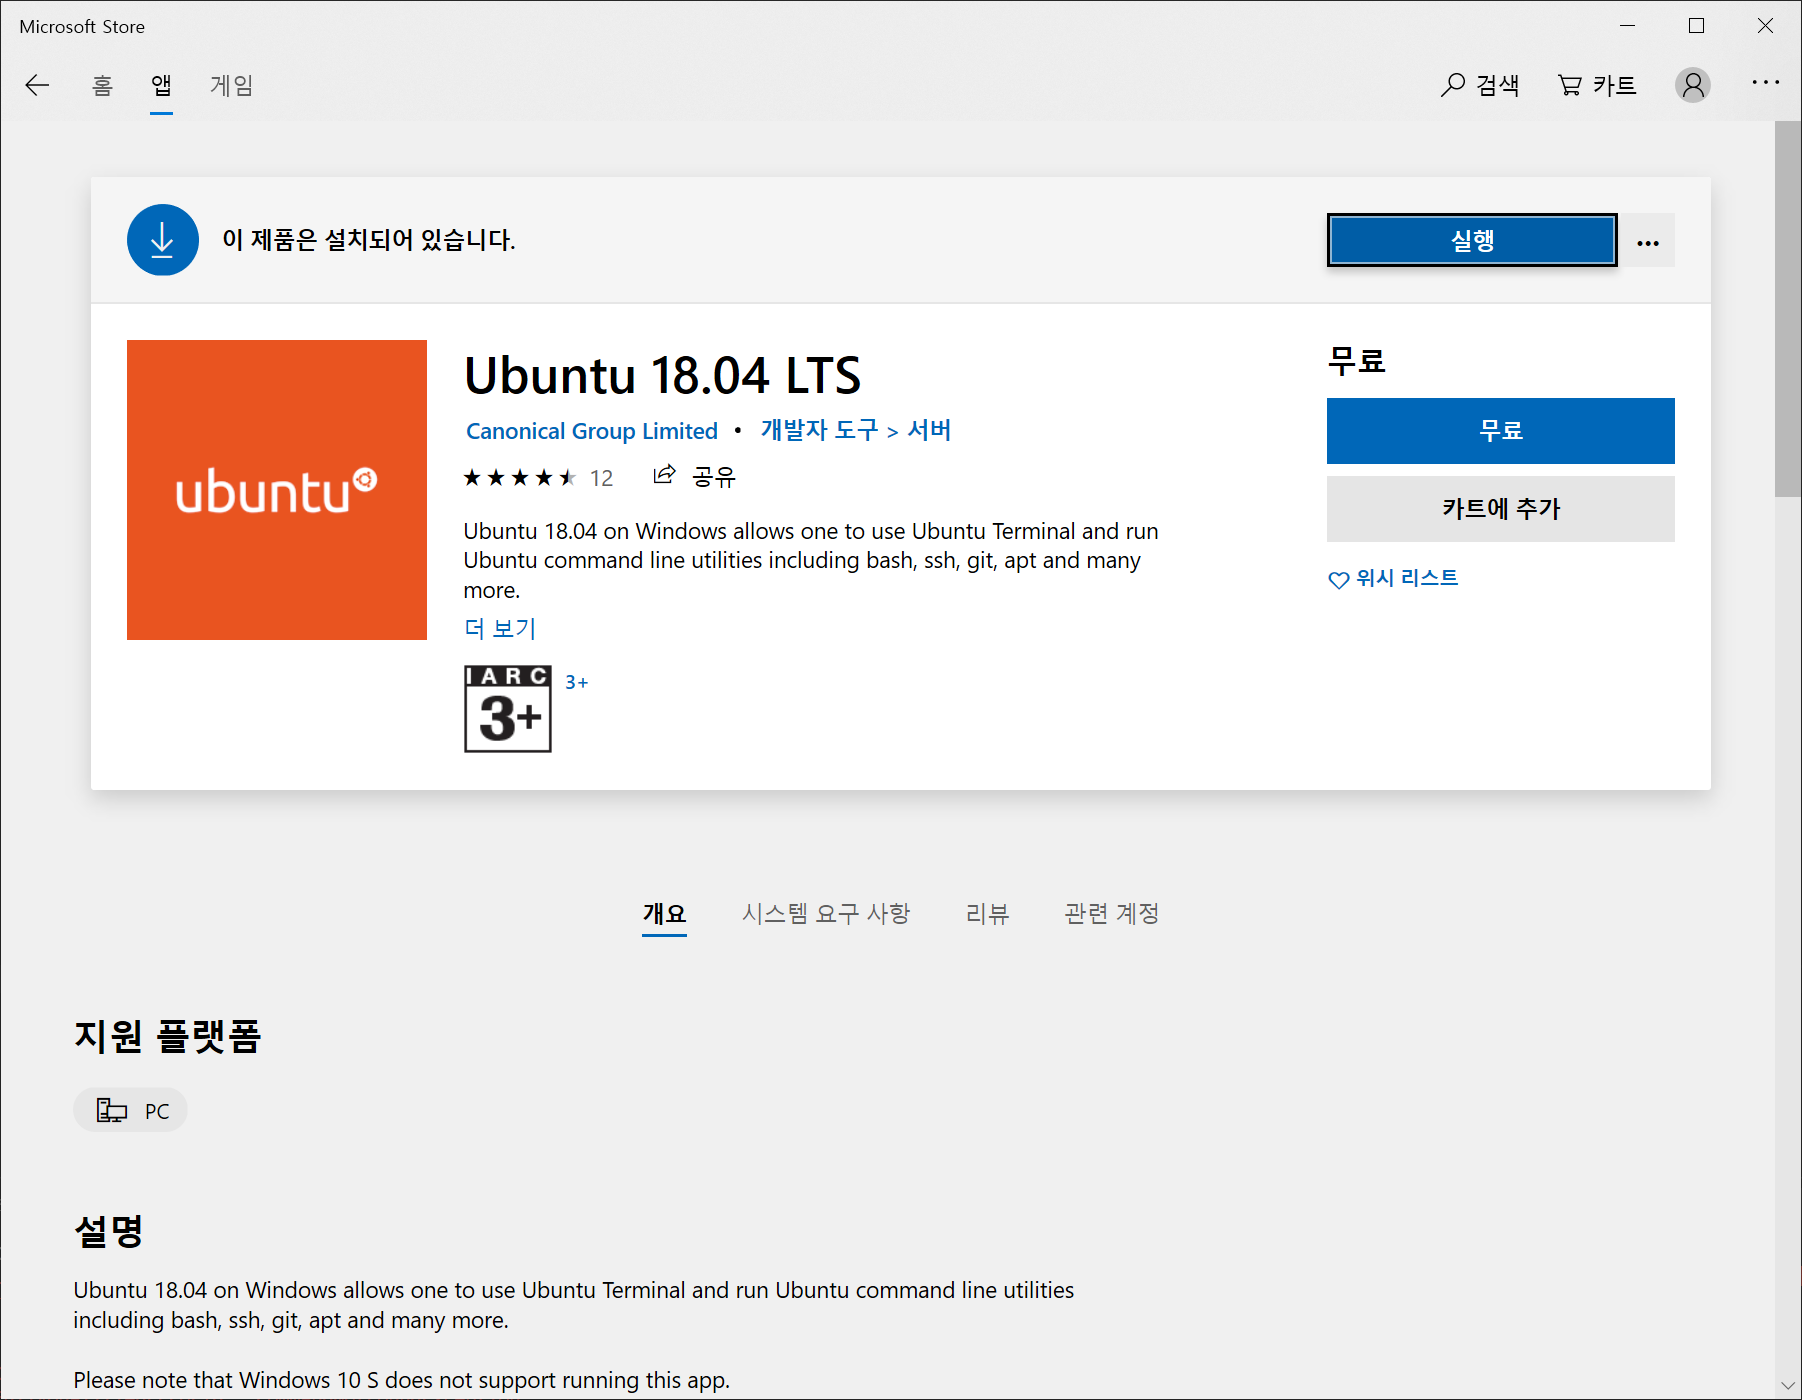 Microsoft Store
홈 앱 게임 검색 카트
이 제품은 설치되어 있습니다. 실행
ubuntu
Ubuntu 18.04 LTS
Canonical Group Limited • 개발자 도구 > 서버
12 공유
Ubuntu 18.04 on Windows allows one to use Ubuntu Terminal and run
Ubuntu command line utilities including bash, ssh, git, apt and many
more.
더 보기
IARC
3+
3+
무료
무료
카트에 추가
위시 리스트
개요 시스템 요구 사항 리뷰 관련 계정
지원 플랫폼
PC
설명
Ubuntu 18.04 on Windows allows one to use Ubuntu Terminal and run Ubuntu command line utilities
including bash, ssh, git, apt and many more.
Please note that Windows 10 S does not support running this app.